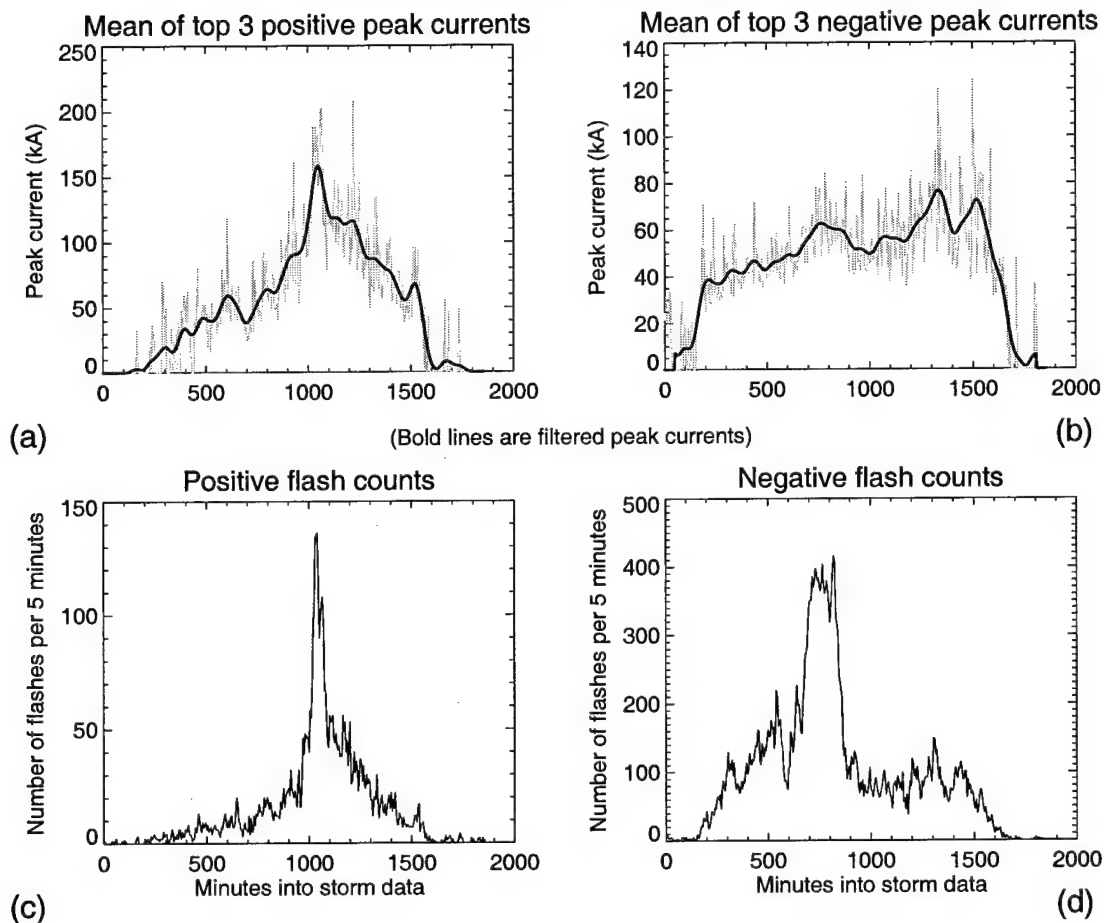 Mean of top 3 positive peak currents
Peak current (kA)
250
200
150
100
50
0
0 500 1000 1500 2000
(a)
Mean of top 3 negative peak currents
Peak current (kA)
140
120
100
80
60
40
20
0
0 500 1000 1500 2000
(b)
(Bold lines are filtered peak currents)
Positive flash counts
Number of flashes per 5 minutes
150
100
50
0
0 500 1000 1500 2000
Minutes into storm data
(c)
Negative flash counts
Number of flashes per 5 minutes
500
400
300
200
100
0
0 500 1000 1500 2000
Minutes into storm data
(d)